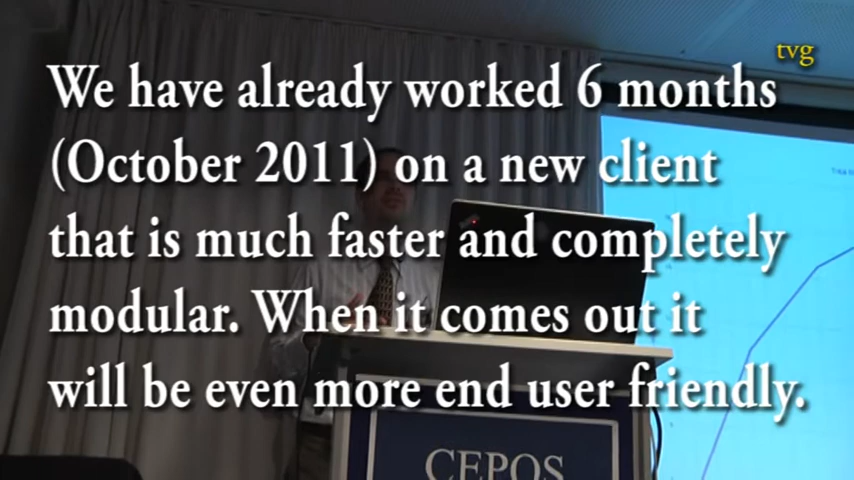 tvg
We have already worked 6 months
(October 2011) on a new client
that is much faster and completely
modular. When it comes out it
will be even more end user friendly.
CEPOS